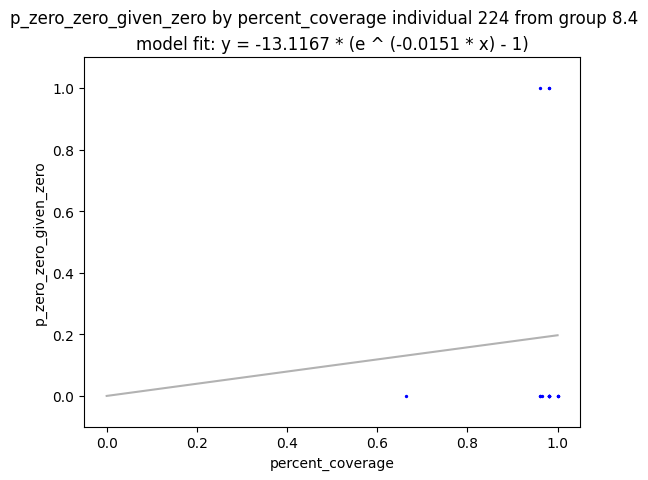 p_zero_zero_given_zero by percent_coverage individual 224 from group 8.4
model fit: y = -13.1167 * (e ^ (-0.0151 * x) - 1)
1.0
0.8
0.6
0.4
0.2
0.0
p_zero_zero_given_zero
0.0 0.2 0.4 0.6 0.8 1.0
percent_coverage